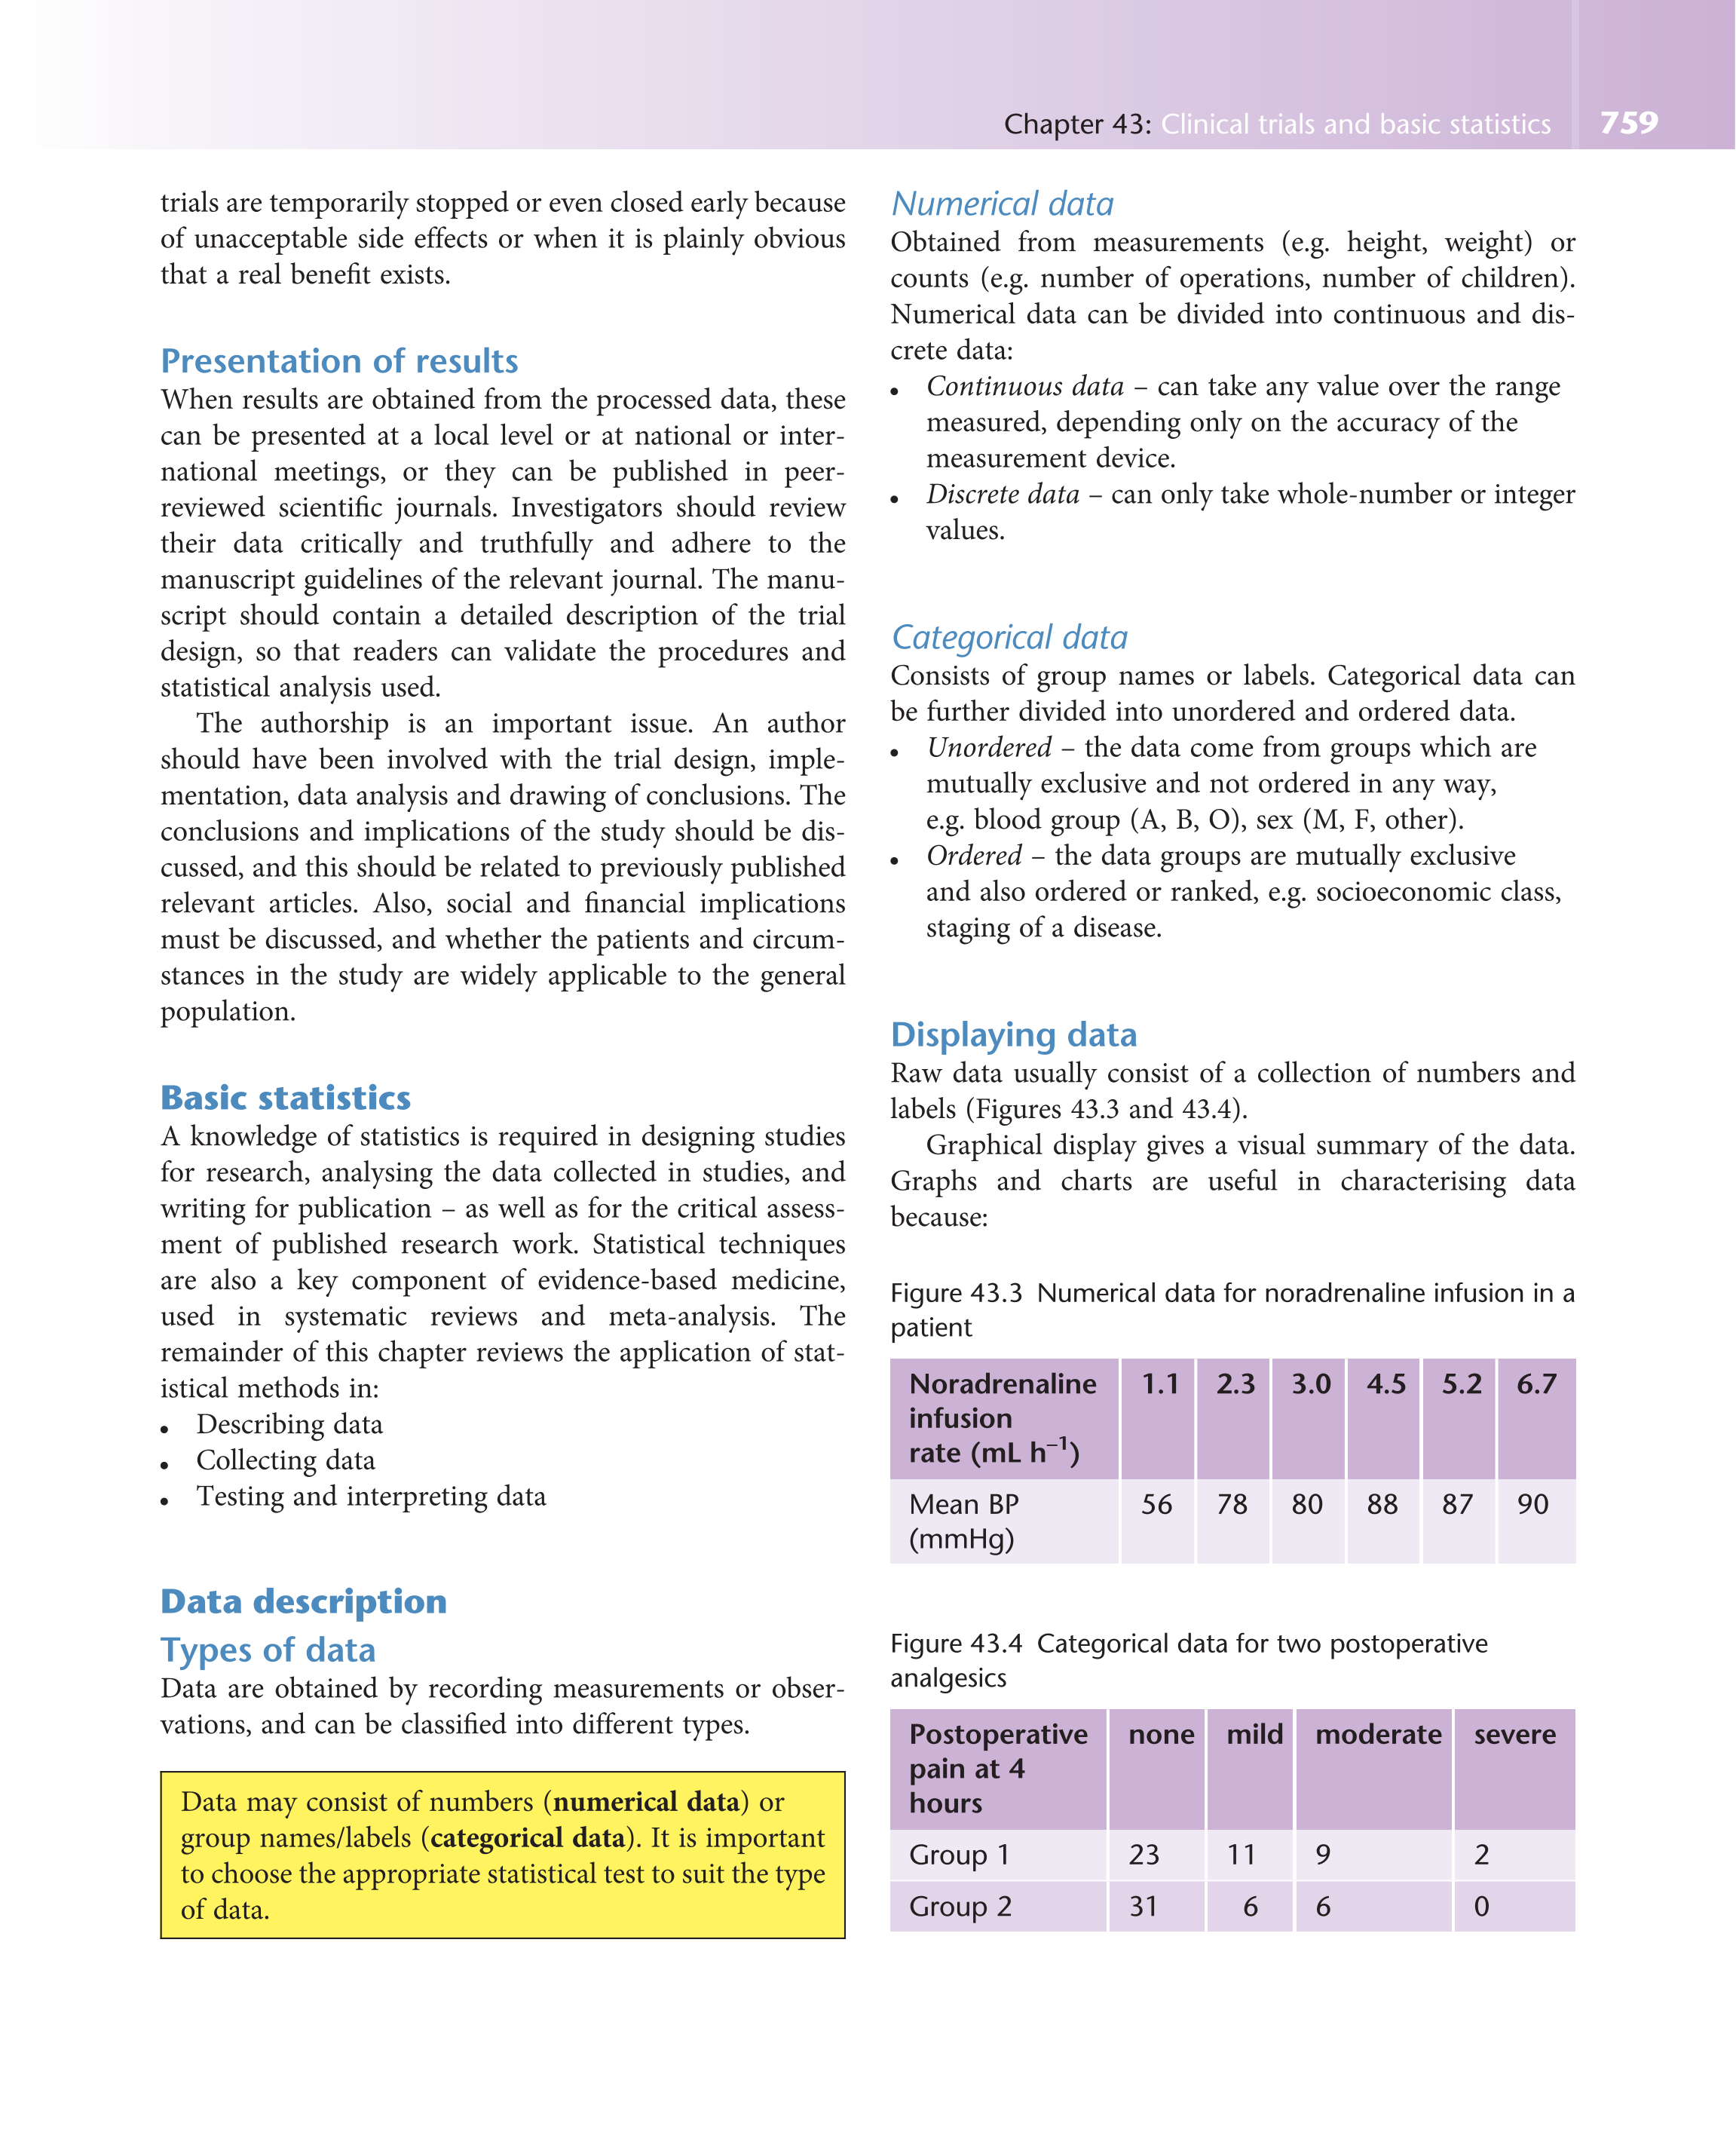 Chapter 43: Clinical trials and basic statistics 759
trials are temporarily stopped or even closed early because
of unacceptable side effects or when it is plainly obvious
that a real benefit exists.
Presentation of results
When results are obtained from the processed data, these
can be presented at a local level or at national or inter-
national meetings, or they can be published in peer-
reviewed scientific journals. Investigators should review
their data critically and truthfully and adhere to the
manuscript guidelines of the relevant journal. The manu-
script should contain a detailed description of the trial
design, so that readers can validate the procedures and
statistical analysis used.
The authorship is an important issue. An author
should have been involved with the trial design, imple-
mentation, data analysis and drawing of conclusions. The
conclusions and implications of the study should be dis-
cussed, and this should be related to previously published
relevant articles. Also, social and financial implications
must be discussed, and whether the patients and circum-
stances in the study are widely applicable to the general
population.
Basic statistics
A knowledge of statistics is required in designing studies
for research, analysing the data collected in studies, and
writing for publication – as well as for the critical assess-
ment of published research work. Statistical techniques
are also a key component of evidence-based medicine,
used in systematic reviews and meta-analysis. The
remainder of this chapter reviews the application of stat-
istical methods in:
• Describing data
• Collecting data
• Testing and interpreting data
Data description
Types of data
Data are obtained by recording measurements or obser-
vations, and can be classified into different types.
Data may consist of numbers (numerical data) or
group names/labels (categorical data). It is important
to choose the appropriate statistical test to suit the type
of data.
Numerical data
Obtained from measurements (e.g. height, weight) or
counts (e.g. number of operations, number of children).
Numerical data can be divided into continuous and dis-
crete data:
• Continuous data – can take any value over the range
measured, depending only on the accuracy of the
measurement device.
• Discrete data – can only take whole-number or integer
values.
Categorical data
Consists of group names or labels. Categorical data can
be further divided into unordered and ordered data.
• Unordered – the data come from groups which are
mutually exclusive and not ordered in any way,
e.g. blood group (A, B, O), sex (M, F, other).
• Ordered – the data groups are mutually exclusive
and also ordered or ranked, e.g. socioeconomic class,
staging of a disease.
Displaying data
Raw data usually consist of a collection of numbers and
labels (Figures 43.3 and 43.4).
Graphical display gives a visual summary of the data.
Graphs and charts are useful in characterising data
because:
Figure 43.3 Numerical data for noradrenaline infusion in a
patient
Noradrenaline 1.1 2.3 3.0 4.5 5.2 6.7
infusion
rate (mL h⁻¹)
Mean BP 56 78 80 88 87 90
(mmHg)
Figure 43.4 Categorical data for two postoperative
analgesics
Postoperative none mild moderate severe
pain at 4
hours
Group 1 23 11 9 2
Group 2 31 6 6 0